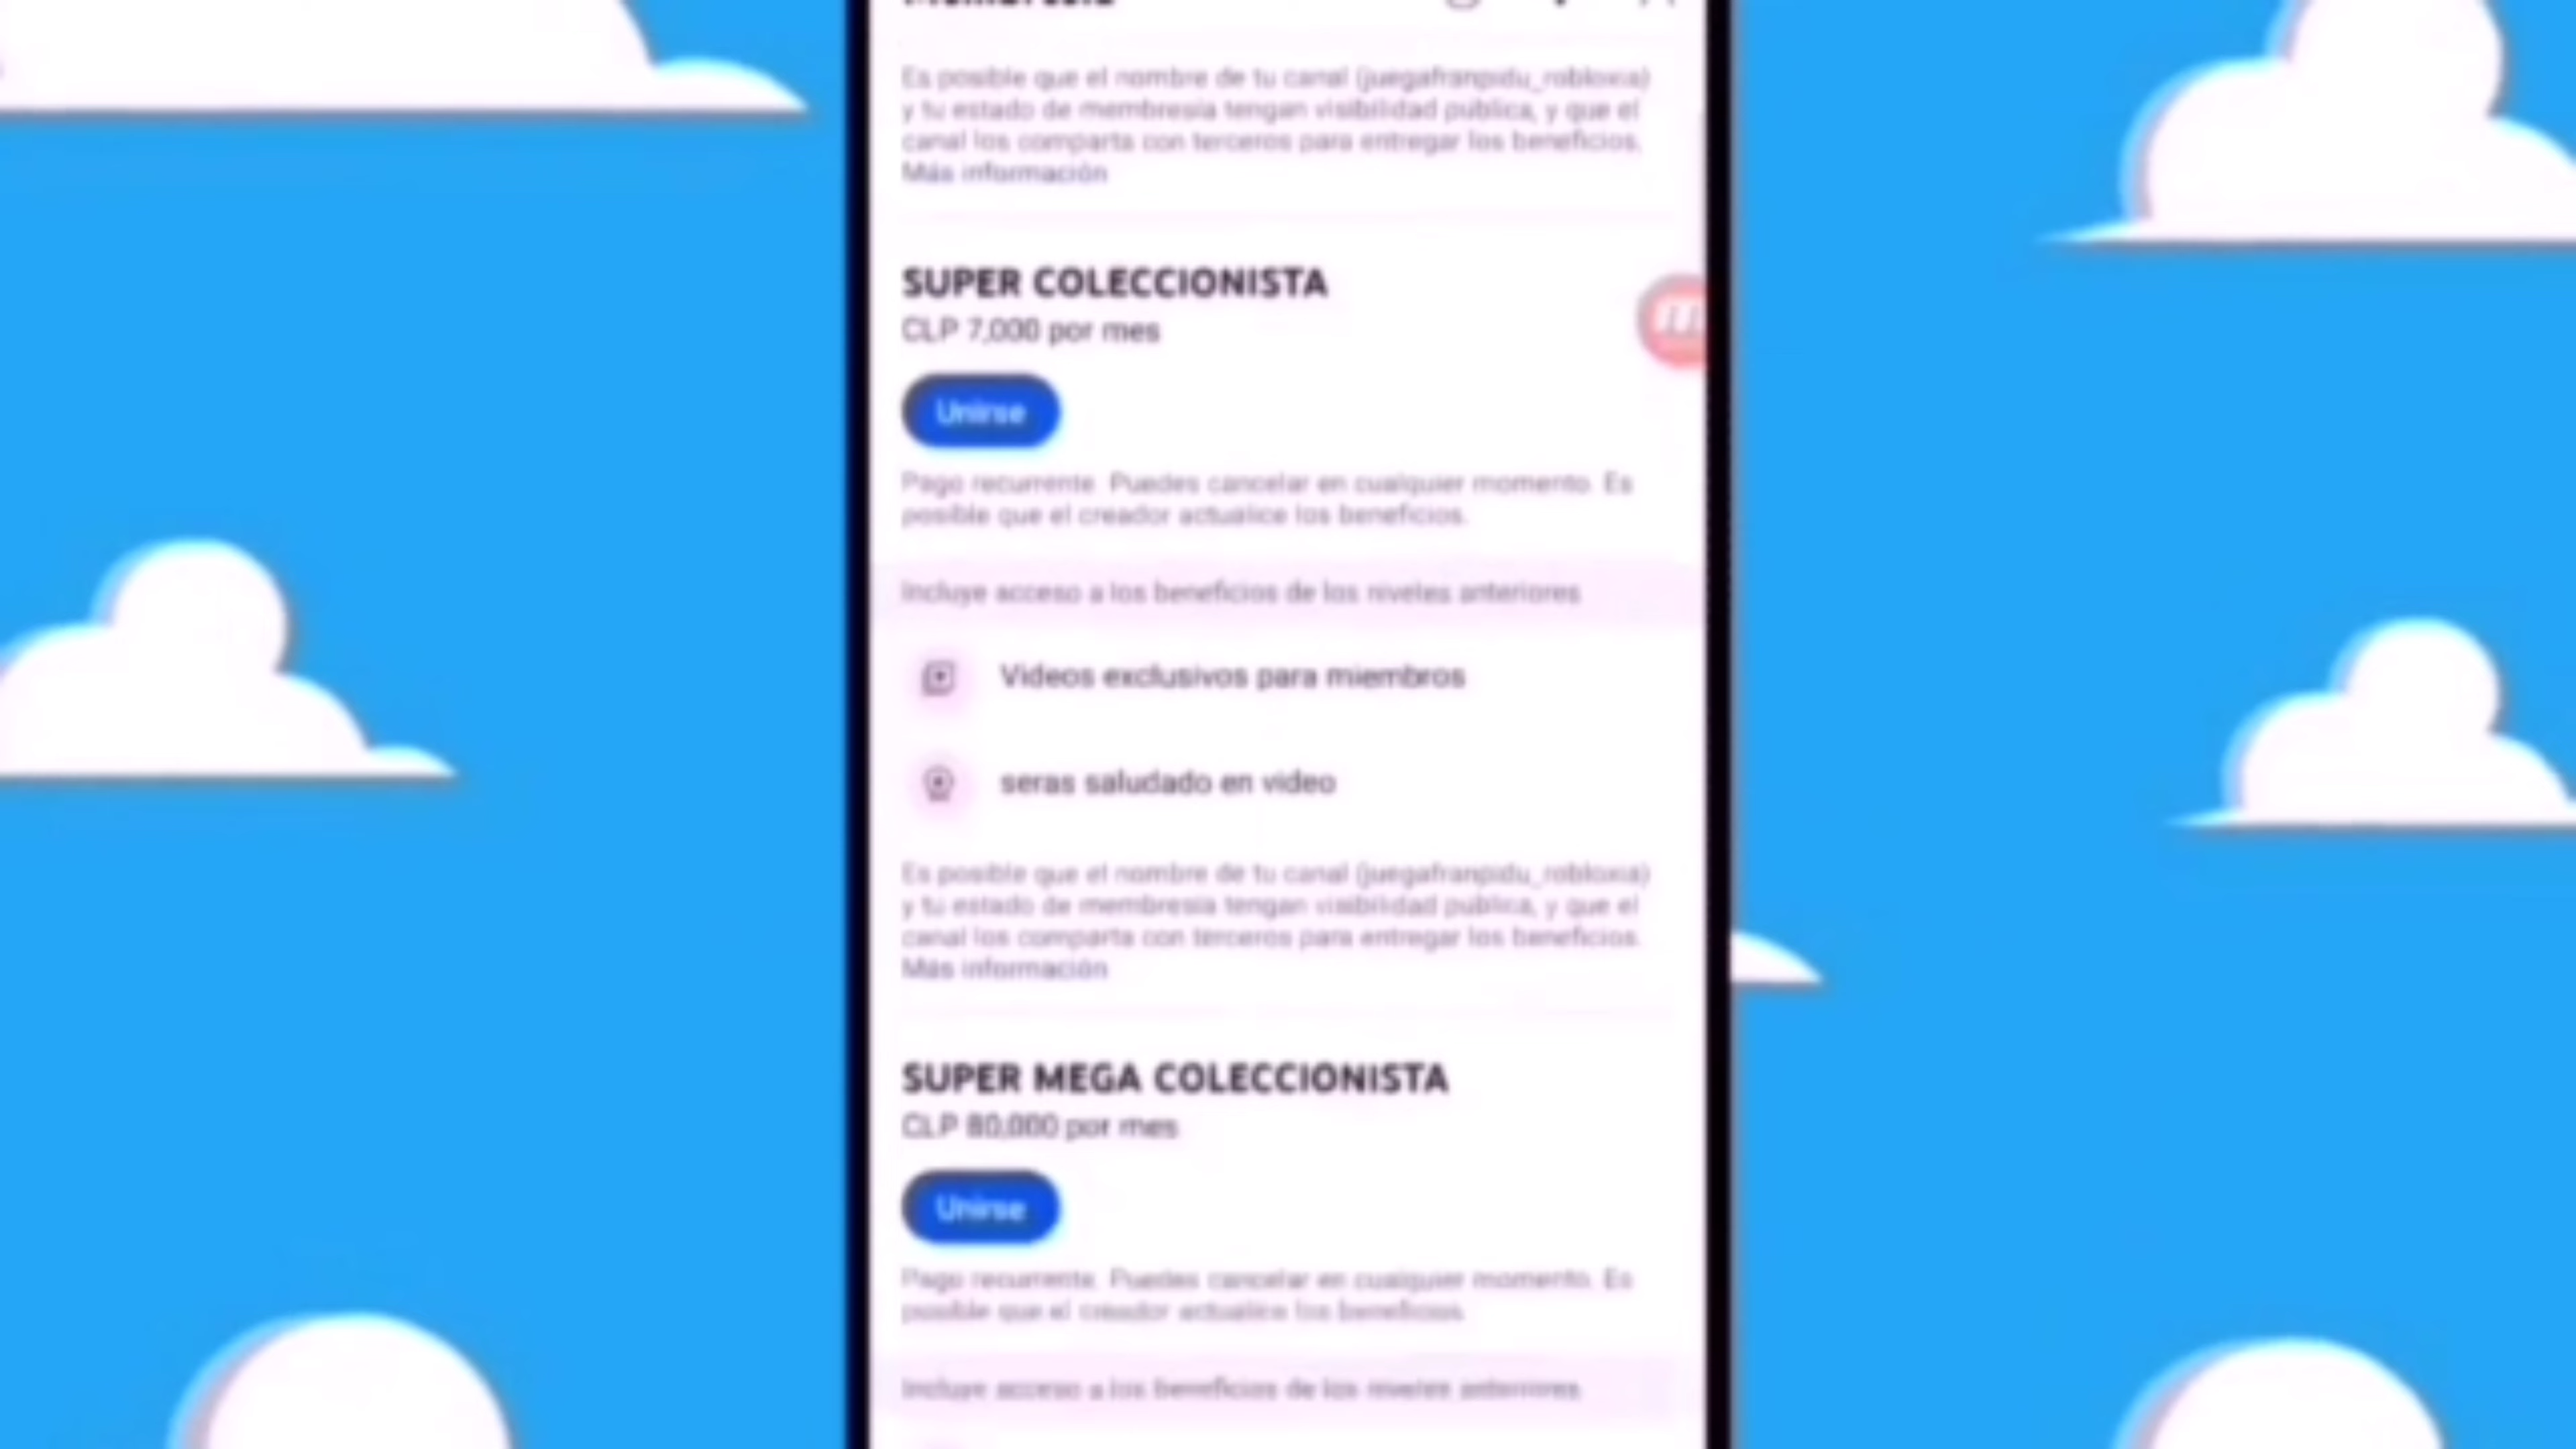 Es posible que el nombre de tu canal (juegafranpidu_robloxia)
y tu estado de membresía tengan visibilidad pública, y que el
canal los comparta con terceros para entregar los beneficios.
Más información
SUPER COLECCIONISTA
CLP 7,000 por mes
Unirse
Pago recurrente. Puedes cancelar en cualquier momento. Es
posible que el creador actualice los beneficios.
Incluye acceso a los beneficios de los niveles anteriores
Videos exclusivos para miembros
seras saludado en video
Es posible que el nombre de tu canal (juegafranpidu_robloxia)
y tu estado de membresía tengan visibilidad pública, y que el
canal los comparta con terceros para entregar los beneficios.
Más información
SUPER MEGA COLECCIONISTA
CLP 80,000 por mes
Unirse
Pago recurrente. Puedes cancelar en cualquier momento. Es
posible que el creador actualice los beneficios.
Incluye acceso a los beneficios de los niveles anteriores